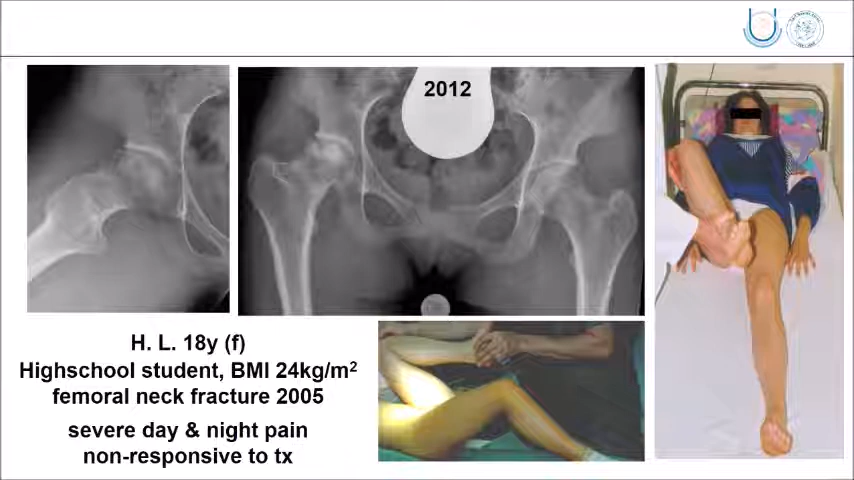 2012
H. L. 18y (f)
Highschool student, BMI 24kg/m²
femoral neck fracture 2005
severe day & night pain
non-responsive to tx